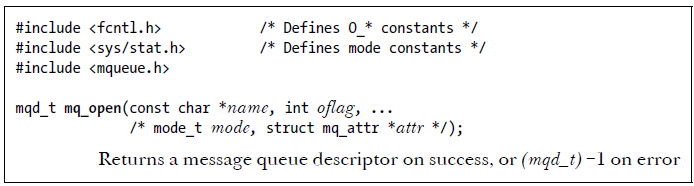 #include <fcntl.h> /* Defines O_* constants */
#include <sys/stat.h> /* Defines mode constants */
#include <mqueue.h>
mqd_t mq_open(const char *name, int oflag, ...
/* mode_t mode, struct mq_attr *attr */);
Returns a message queue descriptor on success, or (mqd_t) –1 on error